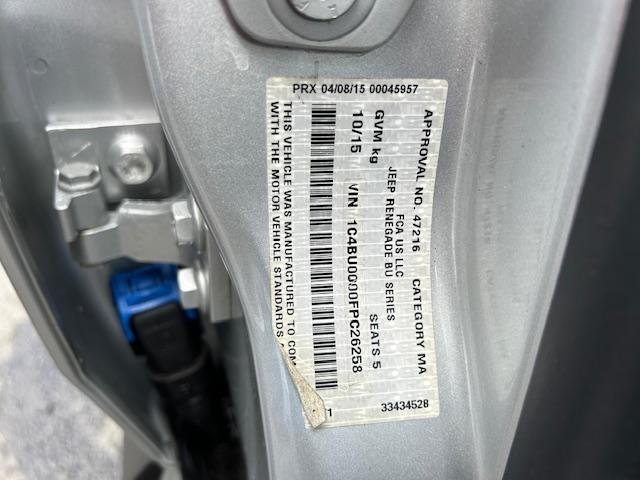 PRX 04/08/15 00045957
APPROVAL NO. 47216 CATEGORY MA
FCA US LLC
JEEP RENEGADE BU SERIES
GVM kg SEATS 5
10/15 VIN 1C4BU0000FPC26258
THIS VEHICLE WAS MANUFACTURED TO COM
WITH THE MOTOR VEHICLE STANDARDS
T
33434528